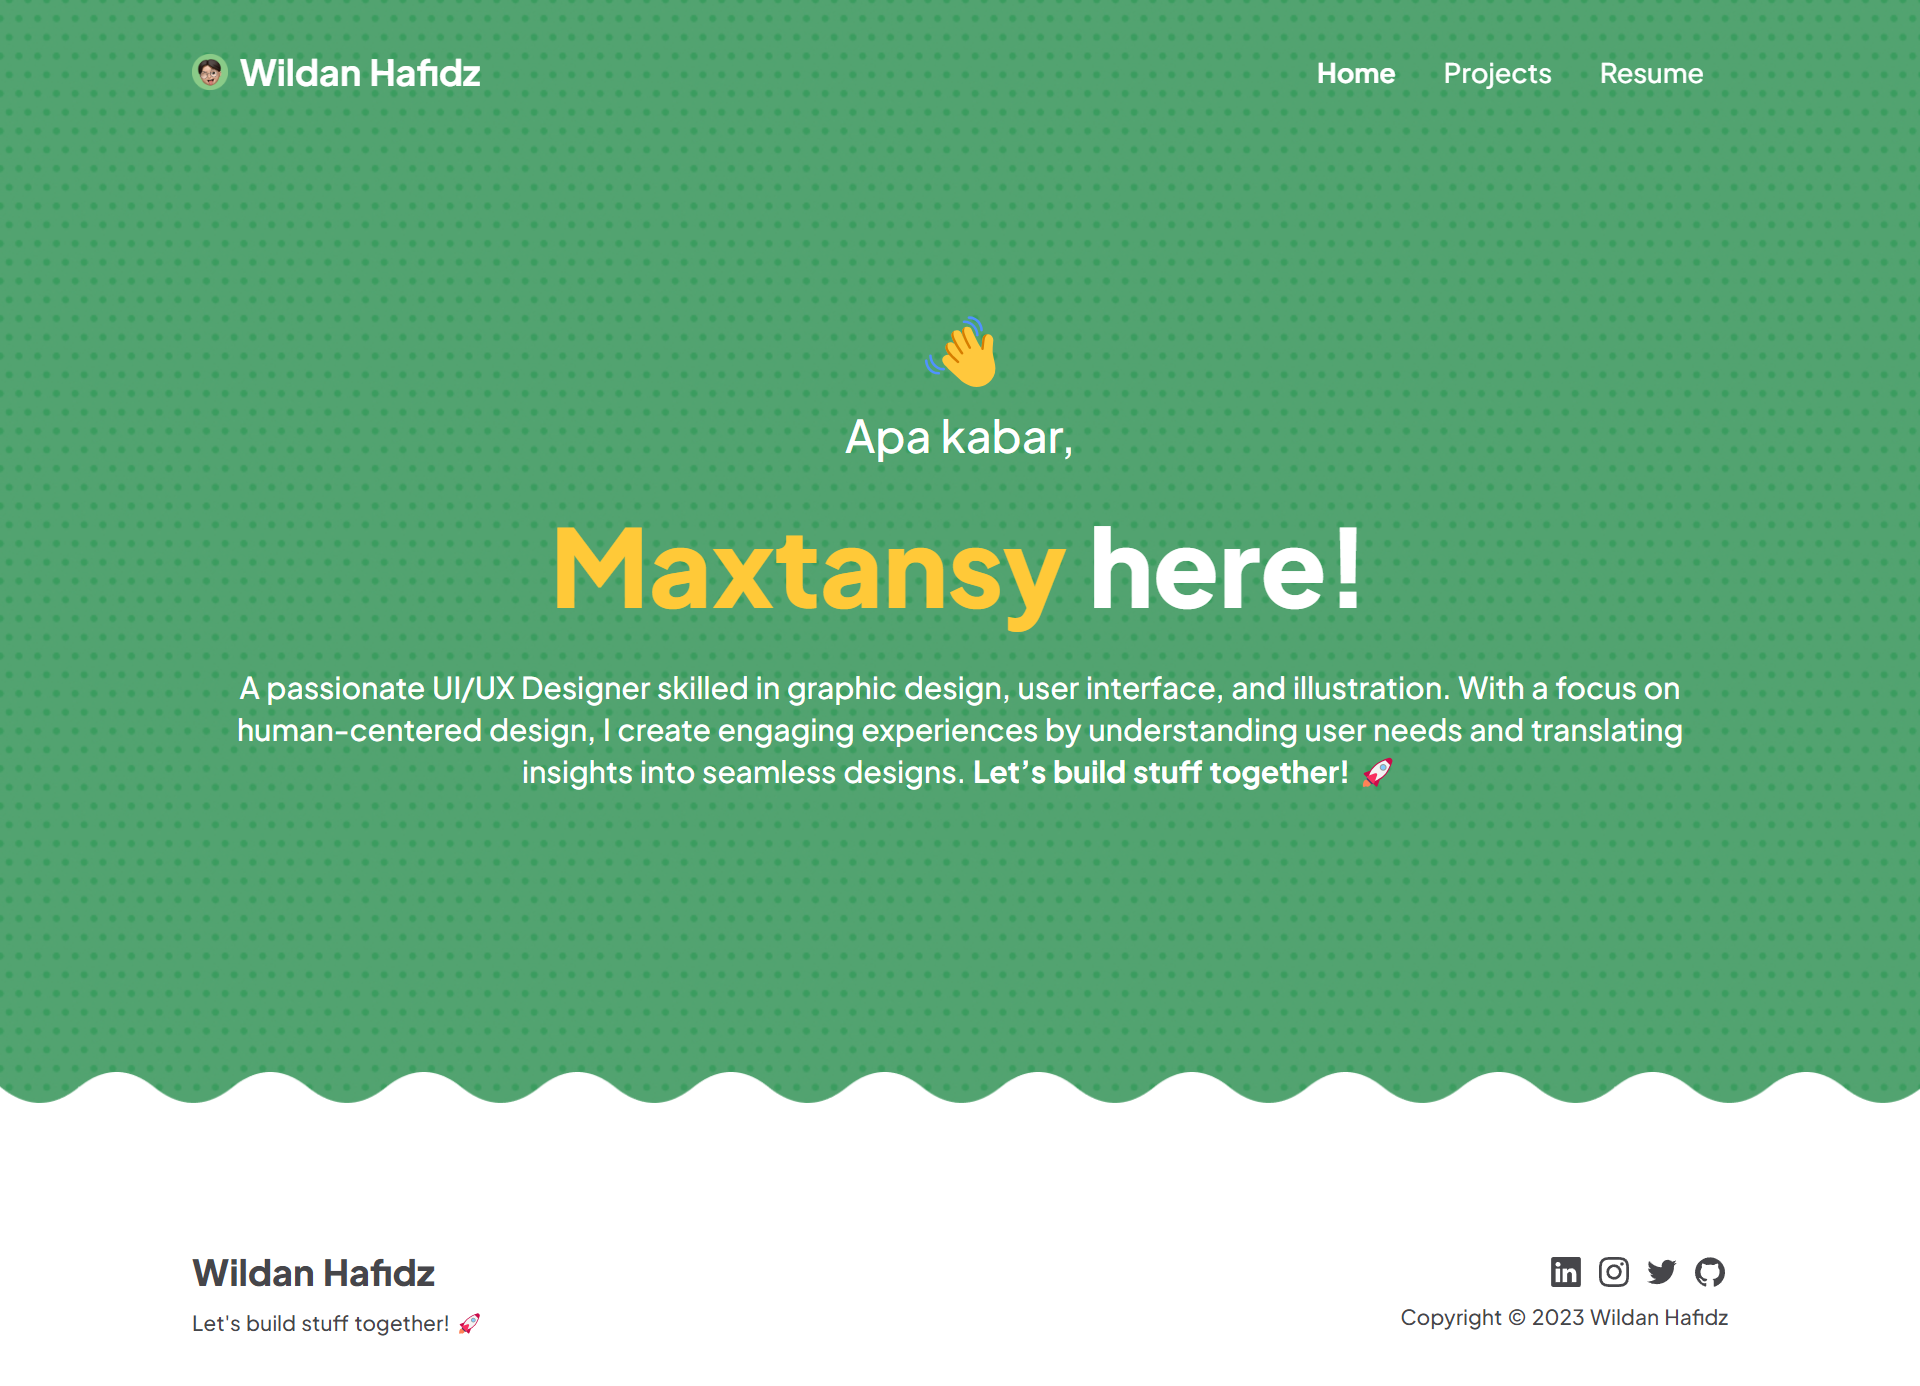 Wildan Hafidz
Home Projects Resume
👋
Apa kabar,
Maxtansy here!
A passionate UI/UX Designer skilled in graphic design, user interface, and illustration. With a focus on
human-centered design, I create engaging experiences by understanding user needs and translating
insights into seamless designs. Let’s build stuff together! 🚀
Wildan Hafidz
Let's build stuff together! 🚀
Copyright © 2023 Wildan Hafidz